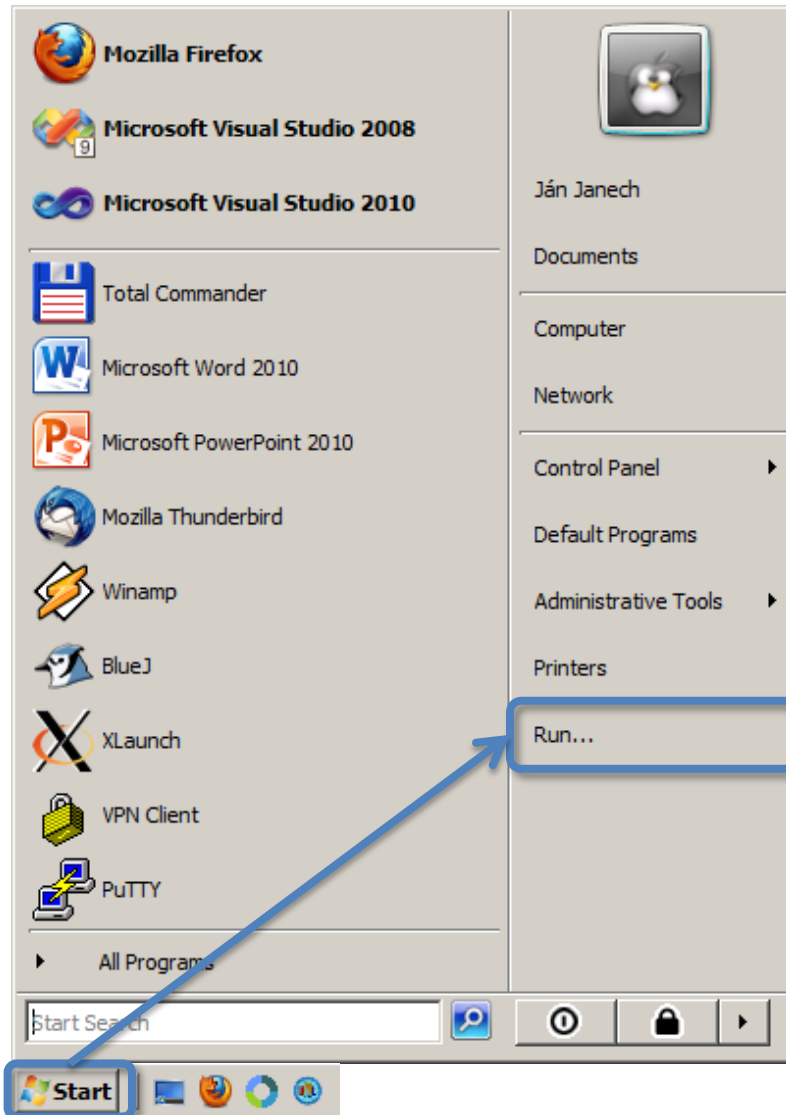 Mozilla Firefox
9
Microsoft Visual Studio 2008
Microsoft Visual Studio 2010
Total Commander
W
Microsoft Word 2010
P
Microsoft PowerPoint 2010
Mozilla Thunderbird
Winamp
BlueJ
XLaunch
VPN Client
PuTTY
All Programs
Start Search
Ján Janech
Documents
Computer
Network
Control Panel
Default Programs
Administrative Tools
Printers
Run...
Start